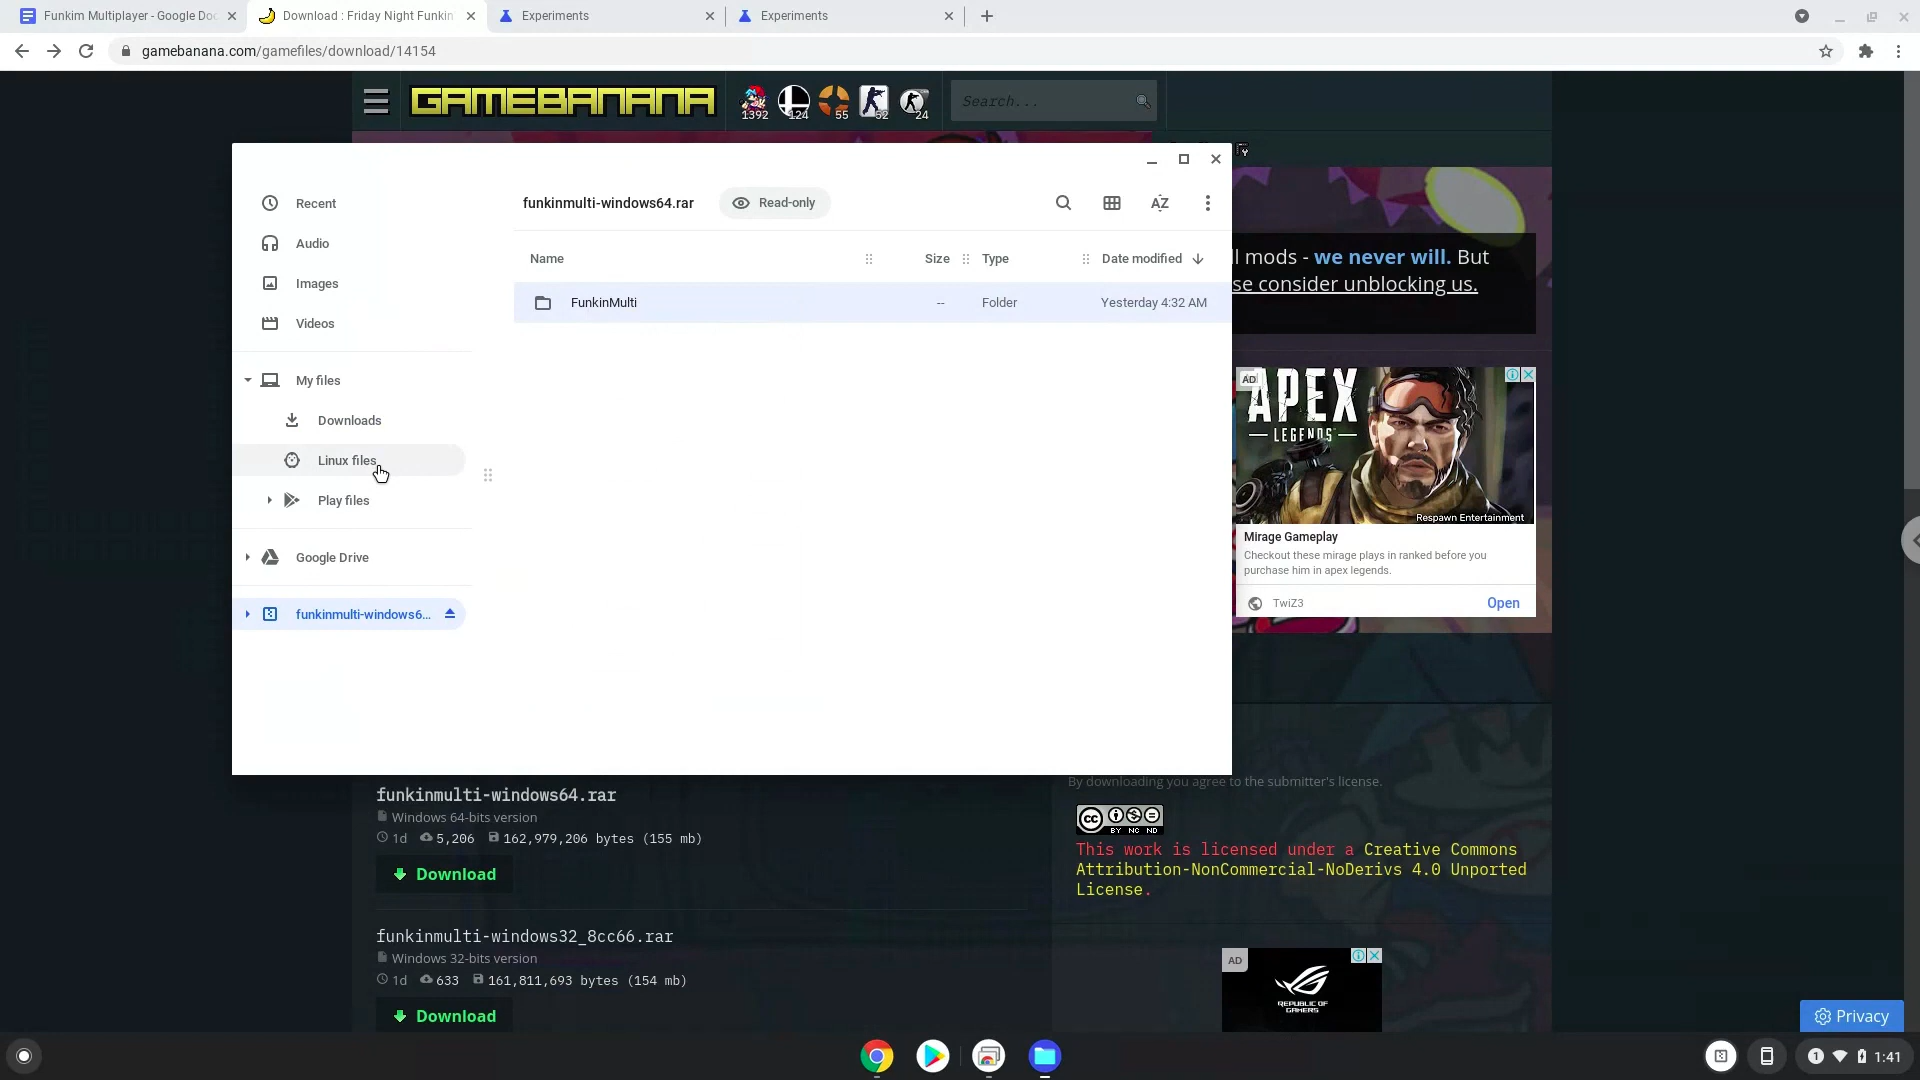 Funkim Multiplayer - Google Doc
Download : Friday Night Funkin
Experiments
Experiments
gamebanana.com/gamefiles/download/14154
GAMEBANANA
1392
124
55
52
24
Search...
Recent
Audio
Images
Videos
My files
Downloads
Linux files
Play files
Google Drive
funkinmulti-windows6...
funkinmulti-windows64.rar
Read-only
AZ
Name
Size
Type
Date modified
FunkinMulti
--
Folder
Yesterday 4:32 AM
ll mods - we never will. But
se consider unblocking us.
AD
APEX
LEGENDS
Respawn Entertainment
Mirage Gameplay
Checkout these mirage plays in ranked before you
purchase him in apex legends.
TwiZ3
Open
funkinmulti-windows64.rar
Windows 64-bits version
1d 5,206 162,979,206 bytes (155 mb)
Download
funkinmulti-windows32_8cc66.rar
Windows 32-bits version
1d 633 161,811,693 bytes (154 mb)
Download
By downloading you agree to the submitter's license.
cc
BY NC ND
This work is licensed under a Creative Commons
Attribution-NonCommercial-NoDerivs 4.0 Unported
License.
AD
REPUBLIC OF
GAMERS
Privacy
1
1:41